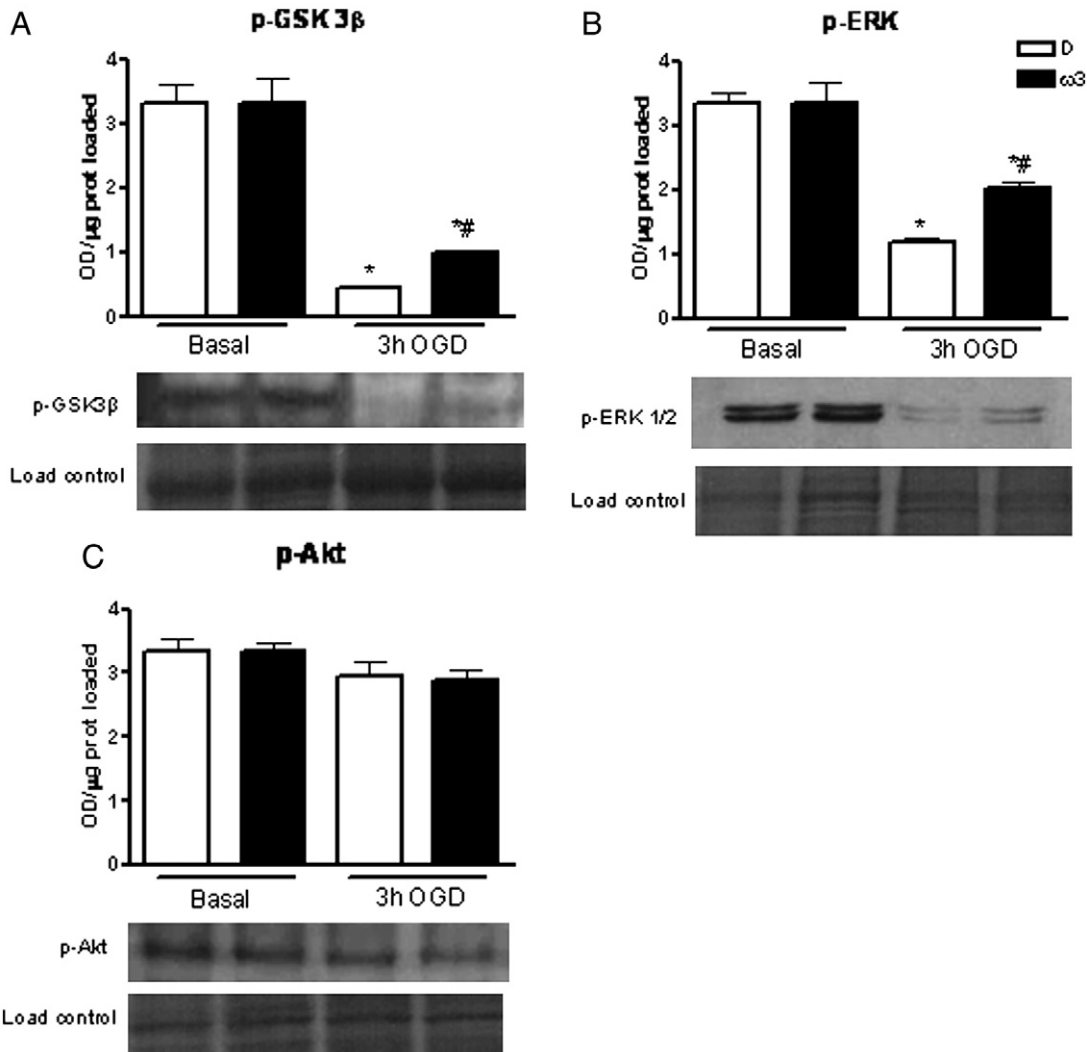 A
p-GSK3β
OD/µg prot loaded
4
3
2
1
0
*
*#
Basal
3h OGD
p-GSK3β
Load control
B
p-ERK
D
ω3
OD/µg prot loaded
4
3
2
1
0
*
*#
Basal
3h OGD
p-ERK 1/2
Load control
C
p-Akt
OD/µg prot loaded
4
3
2
1
0
Basal
3h OGD
p-Akt
Load control